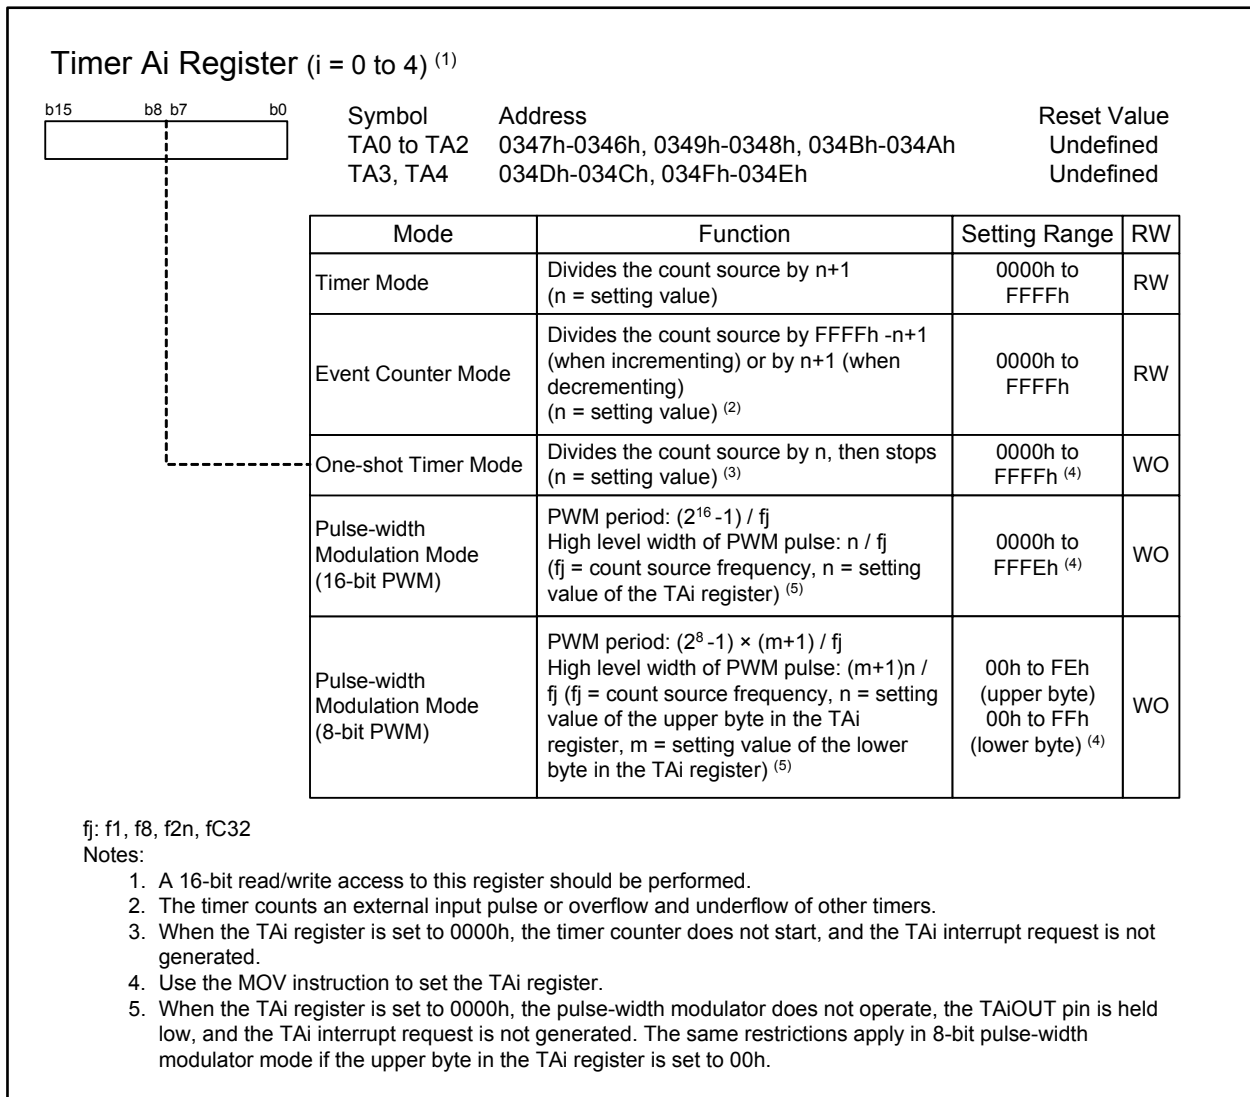 Timer Ai Register (i = 0 to 4) (1)
b15 b8 b7 b0
Symbol Address Reset Value
TA0 to TA2 0347h-0346h, 0349h-0348h, 034Bh-034Ah Undefined
TA3, TA4 034Dh-034Ch, 034Fh-034Eh Undefined
Mode Function Setting Range RW
Timer Mode
Divides the count source by n+1
(n = setting value)
0000h to
FFFFh
RW
Event Counter Mode
Divides the count source by FFFFh -n+1
(when incrementing) or by n+1 (when
decrementing)
(n = setting value) (2)
0000h to
FFFFh
RW
One-shot Timer Mode
Divides the count source by n, then stops
(n = setting value) (3)
0000h to
FFFFh (4)
WO
Pulse-width
Modulation Mode
(16-bit PWM)
PWM period: (2¹⁶ -1) / fj
High level width of PWM pulse: n / fj
(fj = count source frequency, n = setting
value of the TAi register) (5)
0000h to
FFFEh (4)
WO
Pulse-width
Modulation Mode
(8-bit PWM)
PWM period: (2⁸ -1) × (m+1) / fj
High level width of PWM pulse: (m+1)n /
fj (fj = count source frequency, n = setting
value of the upper byte in the TAi
register, m = setting value of the lower
byte in the TAi register) (5)
00h to FEh
(upper byte)
00h to FFh
(lower byte) (4)
WO
fj: f1, f8, f2n, fC32
Notes:
1. A 16-bit read/write access to this register should be performed.
2. The timer counts an external input pulse or overflow and underflow of other timers.
3. When the TAi register is set to 0000h, the timer counter does not start, and the TAi interrupt request is not
generated.
4. Use the MOV instruction to set the TAi register.
5. When the TAi register is set to 0000h, the pulse-width modulator does not operate, the TAiOUT pin is held
low, and the TAi interrupt request is not generated. The same restrictions apply in 8-bit pulse-width
modulator mode if the upper byte in the TAi register is set to 00h.